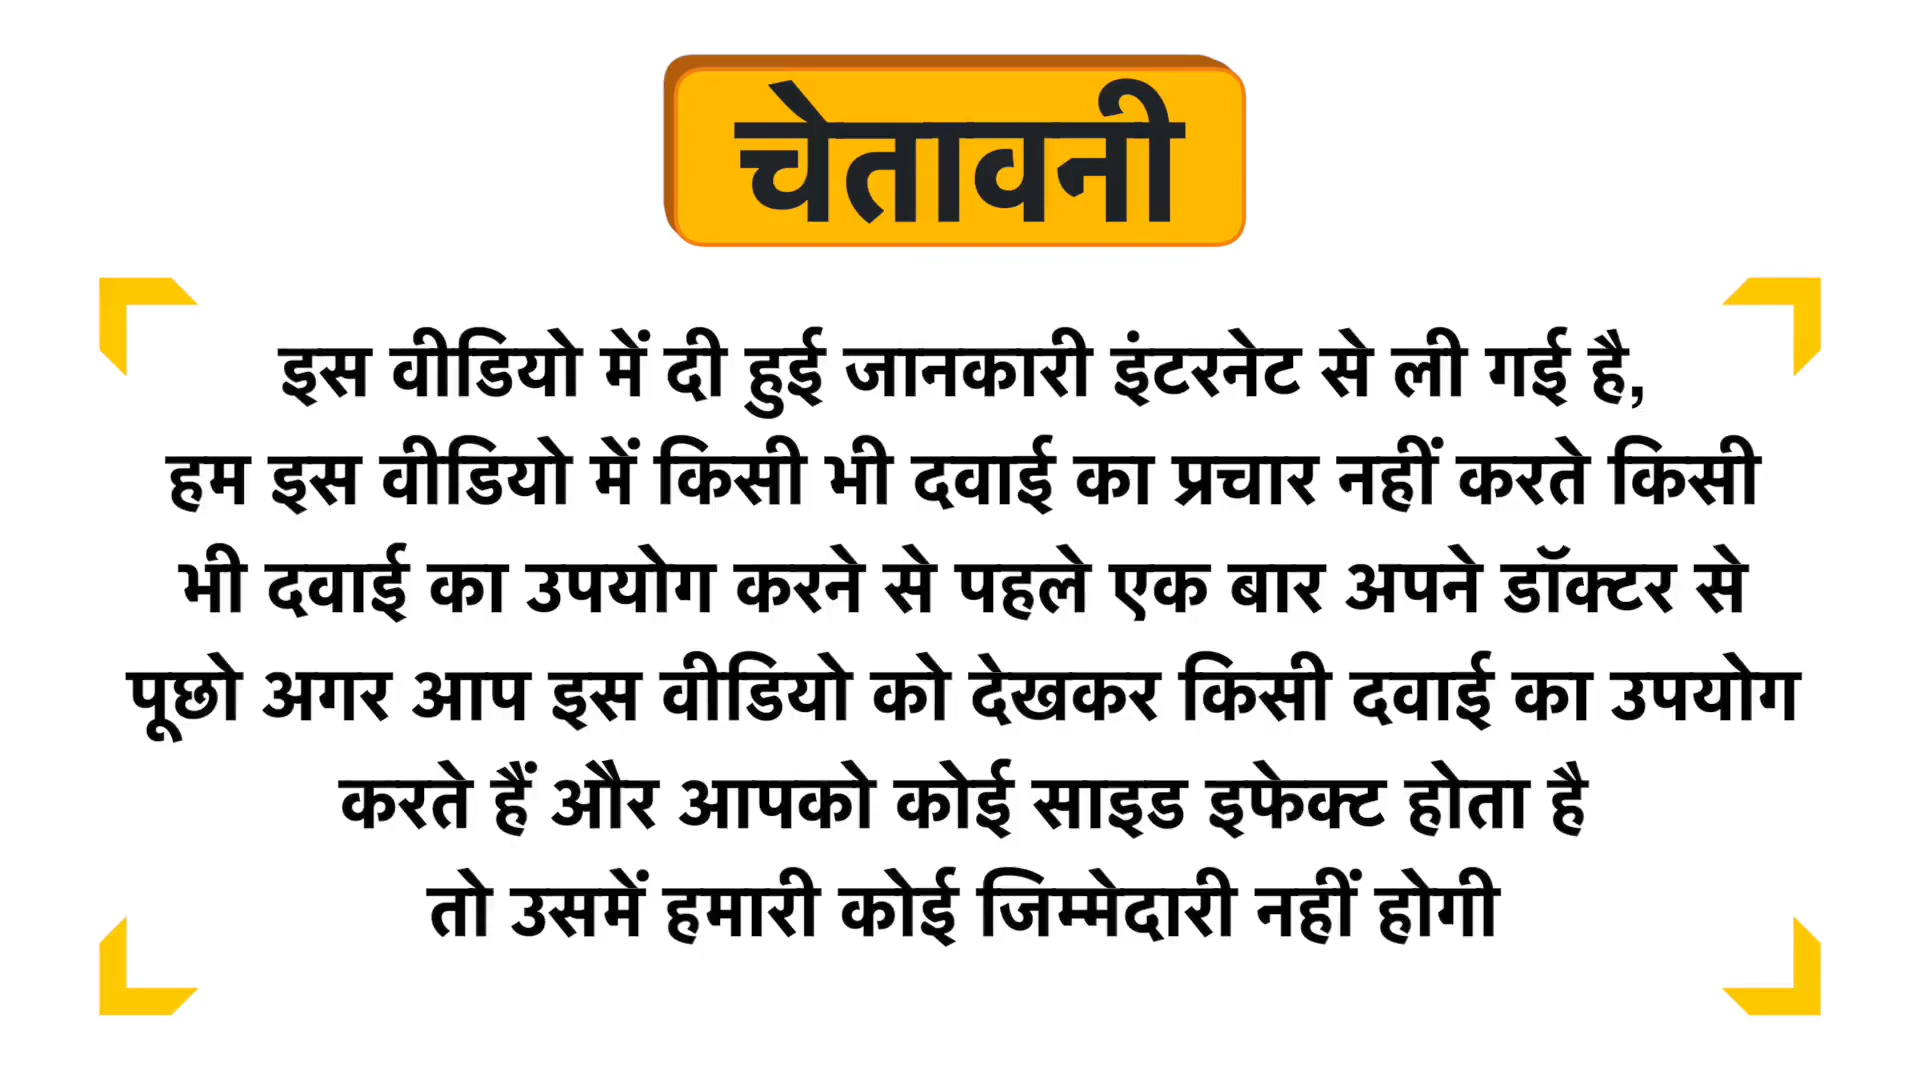 चेतावनी
इस वीडियो में दी हुई जानकारी इंटरनेट से ली गई है,
हम इस वीडियो में किसी भी दवाई का प्रचार नहीं करते किसी
भी दवाई का उपयोग करने से पहले एक बार अपने डॉक्टर से
पूछो अगर आप इस वीडियो को देखकर किसी दवाई का उपयोग
करते हैं और आपको कोई साइड इफेक्ट होता है
तो उसमें हमारी कोई जिम्मेदारी नहीं होगी